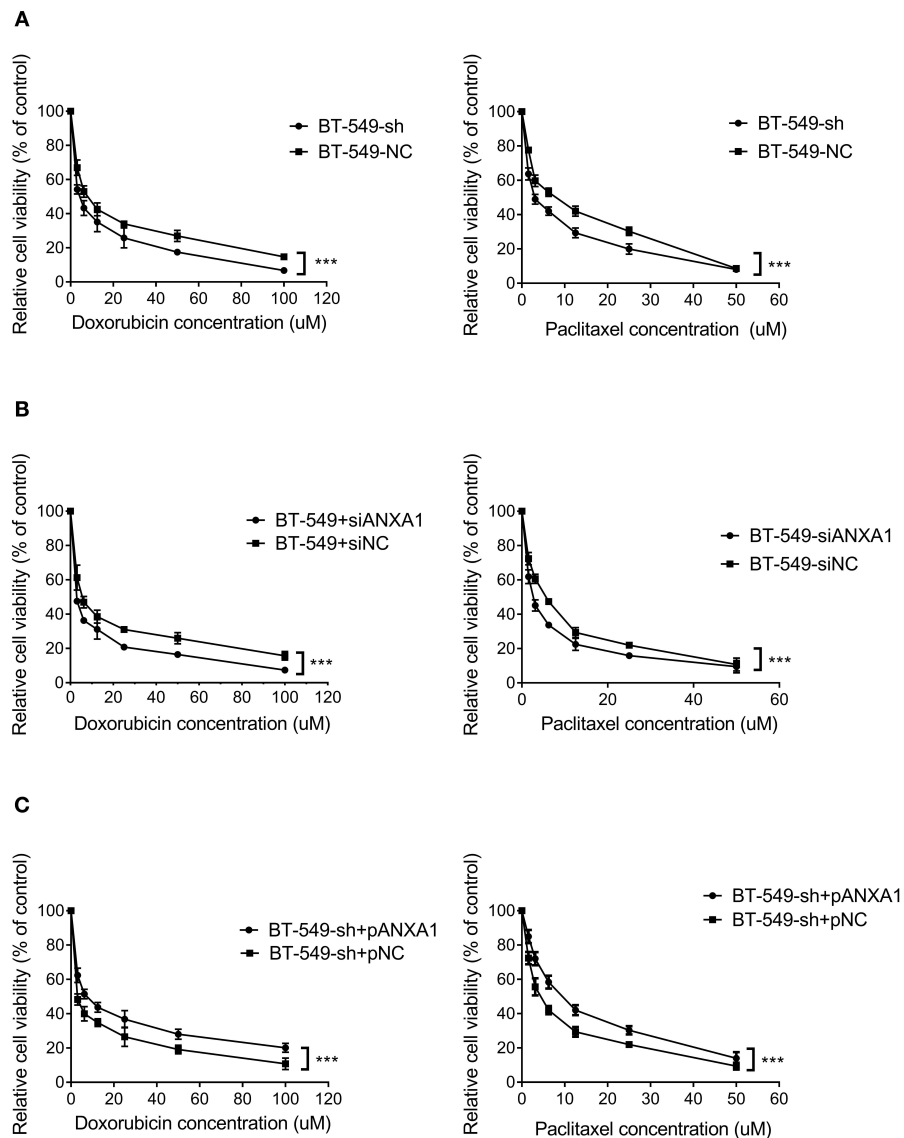 A
Relative cell viability (% of control)
100
80
60
40
20
0
0 20 40 60 80 100 120
Doxorubicin concentration (uM)
BT-549-sh
BT-549-NC
***
Relative cell viability (% of control)
100
80
60
40
20
0
0 10 20 30 40 50 60
Paclitaxel concentration (uM)
BT-549-sh
BT-549-NC
***
B
Relative cell viability (% of control)
100
80
60
40
20
0
0 20 40 60 80 100 120
Doxorubicin concentration (uM)
BT-549+siANXA1
BT-549+siNC
***
Relative cell viability (% of control)
100
80
60
40
20
0
0 20 40 60
Paclitaxel concentration (uM)
BT-549-siANXA1
BT-549-siNC
***
C
Relative cell viability (% of control)
100
80
60
40
20
0
0 20 40 60 80 100 120
Doxorubicin concentration (uM)
BT-549-sh+pANXA1
BT-549-sh+pNC
***
Relative cell viability (% of control)
100
80
60
40
20
0
0 10 20 30 40 50 60
Paclitaxel concentration (uM)
BT-549-sh+pANXA1
BT-549-sh+pNC
***